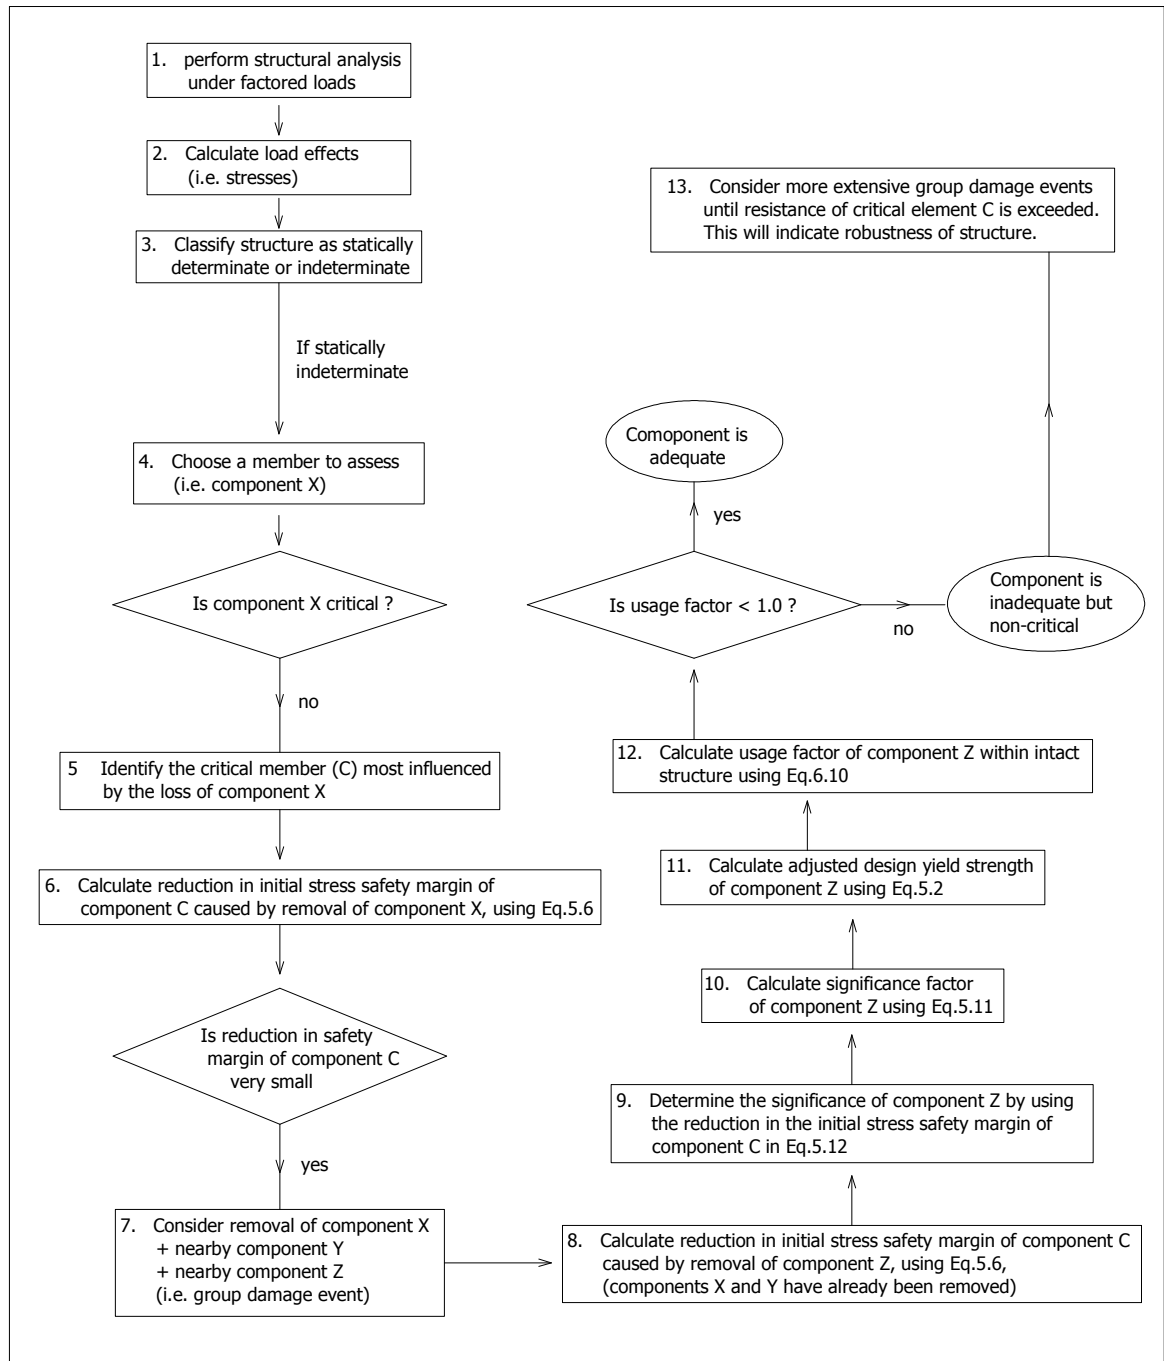 1. perform structural analysis
under factored loads
2. Calculate load effects
(i.e. stresses)
3. Classify structure as statically
determinate or indeterminate
If statically
indeterminate
4. Choose a member to assess
(i.e. component X)
Is component X critical ?
no
5 Identify the critical member (C) most influenced
by the loss of component X
6. Calculate reduction in initial stress safety margin of
component C caused by removal of component X, using Eq.5.6
Is reduction in safety
margin of component C
very small
yes
7. Consider removal of component X
+ nearby component Y
+ nearby component Z
(i.e. group damage event)
8. Calculate reduction in initial stress safety margin of component C
caused by removal of component Z, using Eq.5.6,
(components X and Y have already been removed)
9. Determine the significance of component Z by using
the reduction in the initial stress safety margin of
component C in Eq.5.12
10. Calculate significance factor
of component Z using Eq.5.11
11. Calculate adjusted design yield strength
of component Z using Eq.5.2
12. Calculate usage factor of component Z within intact
structure using Eq.6.10
Is usage factor < 1.0 ?
yes
Comoponent is
adequate
no
Component is
inadequate but
non-critical
13. Consider more extensive group damage events
until resistance of critical element C is exceeded.
This will indicate robustness of structure.